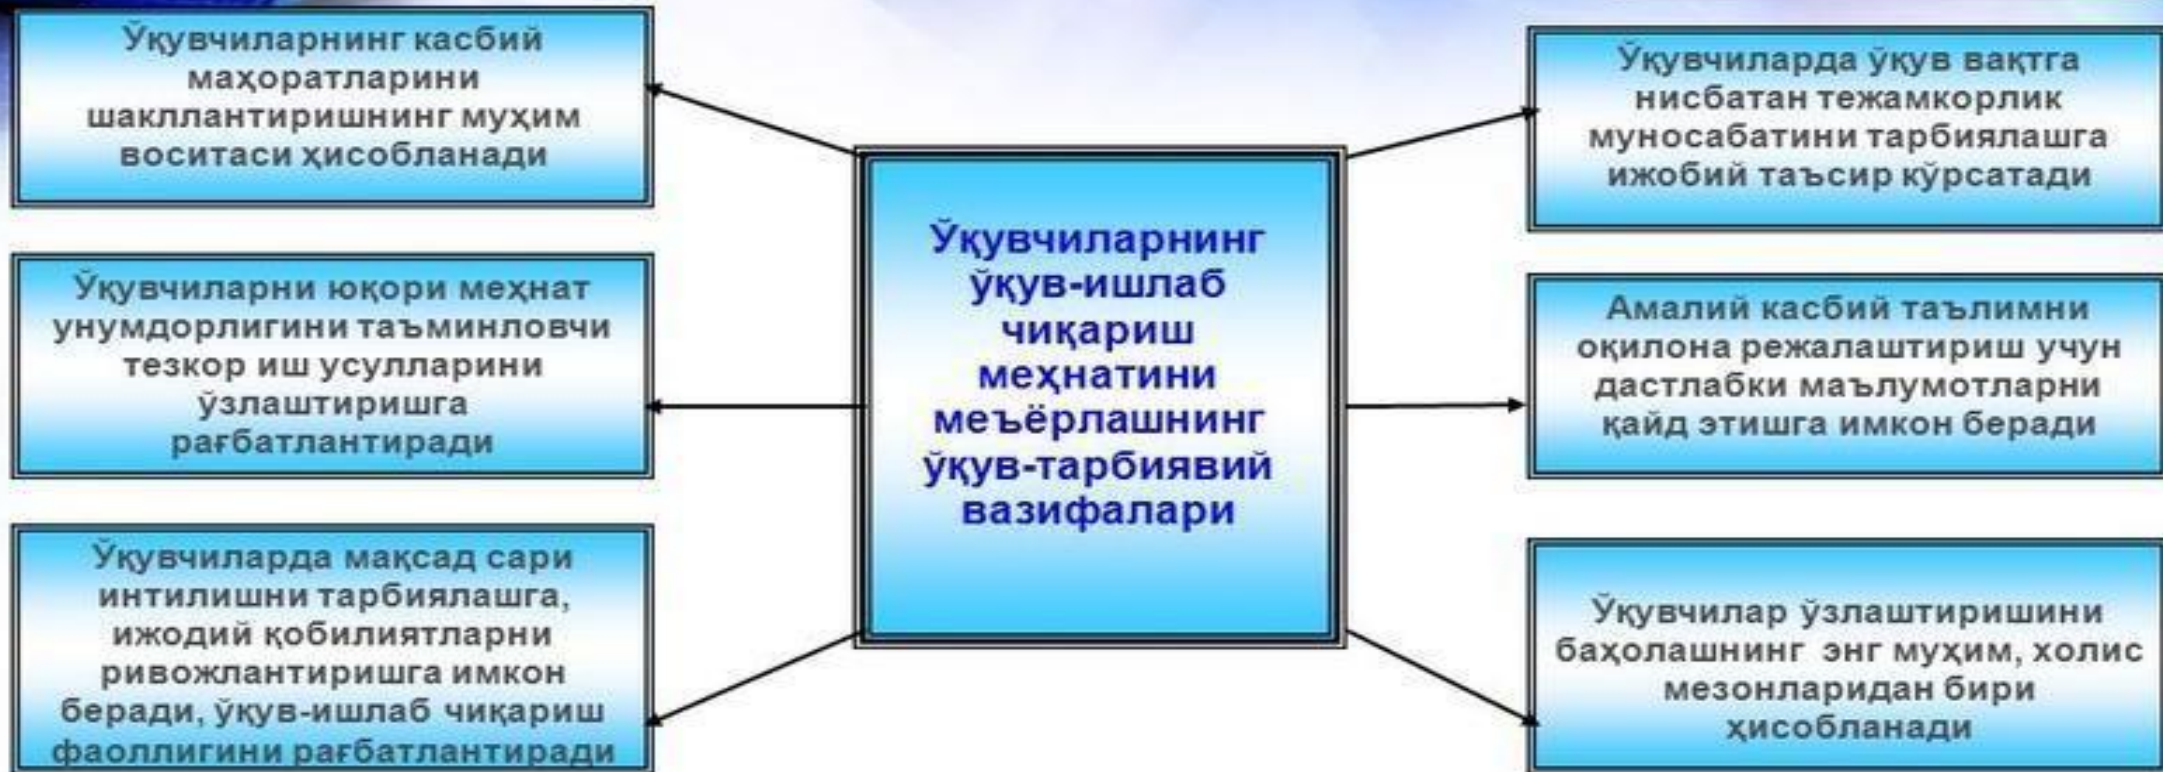 Ўқувчиларнинг касбий
маҳоратларини
шакллантиришнинг муҳим
воситаси ҳисобланади
Ўқувчиларни юқори меҳнат
унумдорлигини таъминловчи
тезкор иш усулларини
ўзлаштиришга
рағбатлантиради
Ўқувчиларда мақсад сари
интилишни тарбиялашга,
ижодий қобилиятларни
ривожлантиришга имкон
беради, ўқув-ишлаб чиқариш
фаоллигини рағбатлантиради
Ўқувчиларнинг
ўқув-ишлаб
чиқариш
меҳнатини
меъёрлашнинг
ўқув-тарбиявий
вазифалари
Ўқувчиларда ўқув вақтга
нисбатан тежамкорлик
муносабатини тарбиялашга
ижобий таъсир кўрсатади
Амалий касбий таълимни
оқилона режалаштириш учун
дастлабки маълумотларни
қайд этишга имкон беради
Ўқувчилар ўзлаштиришини
баҳолашнинг энг муҳим, холис
мезонларидан бири
ҳисобланади